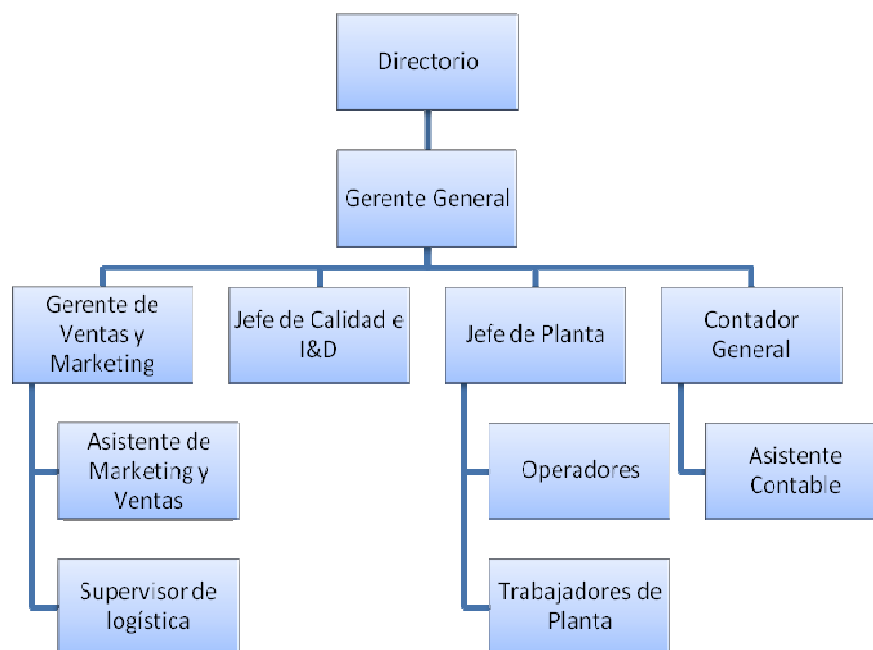 Directorio
Gerente General
Gerente de
Ventas y
Marketing
Jefe de Calidad e
I&D
Jefe de Planta
Contador
General
Asistente de
Marketing y
Ventas
Operadores
Asistente
Contable
Supervisor de
logística
Trabajadores de
Planta